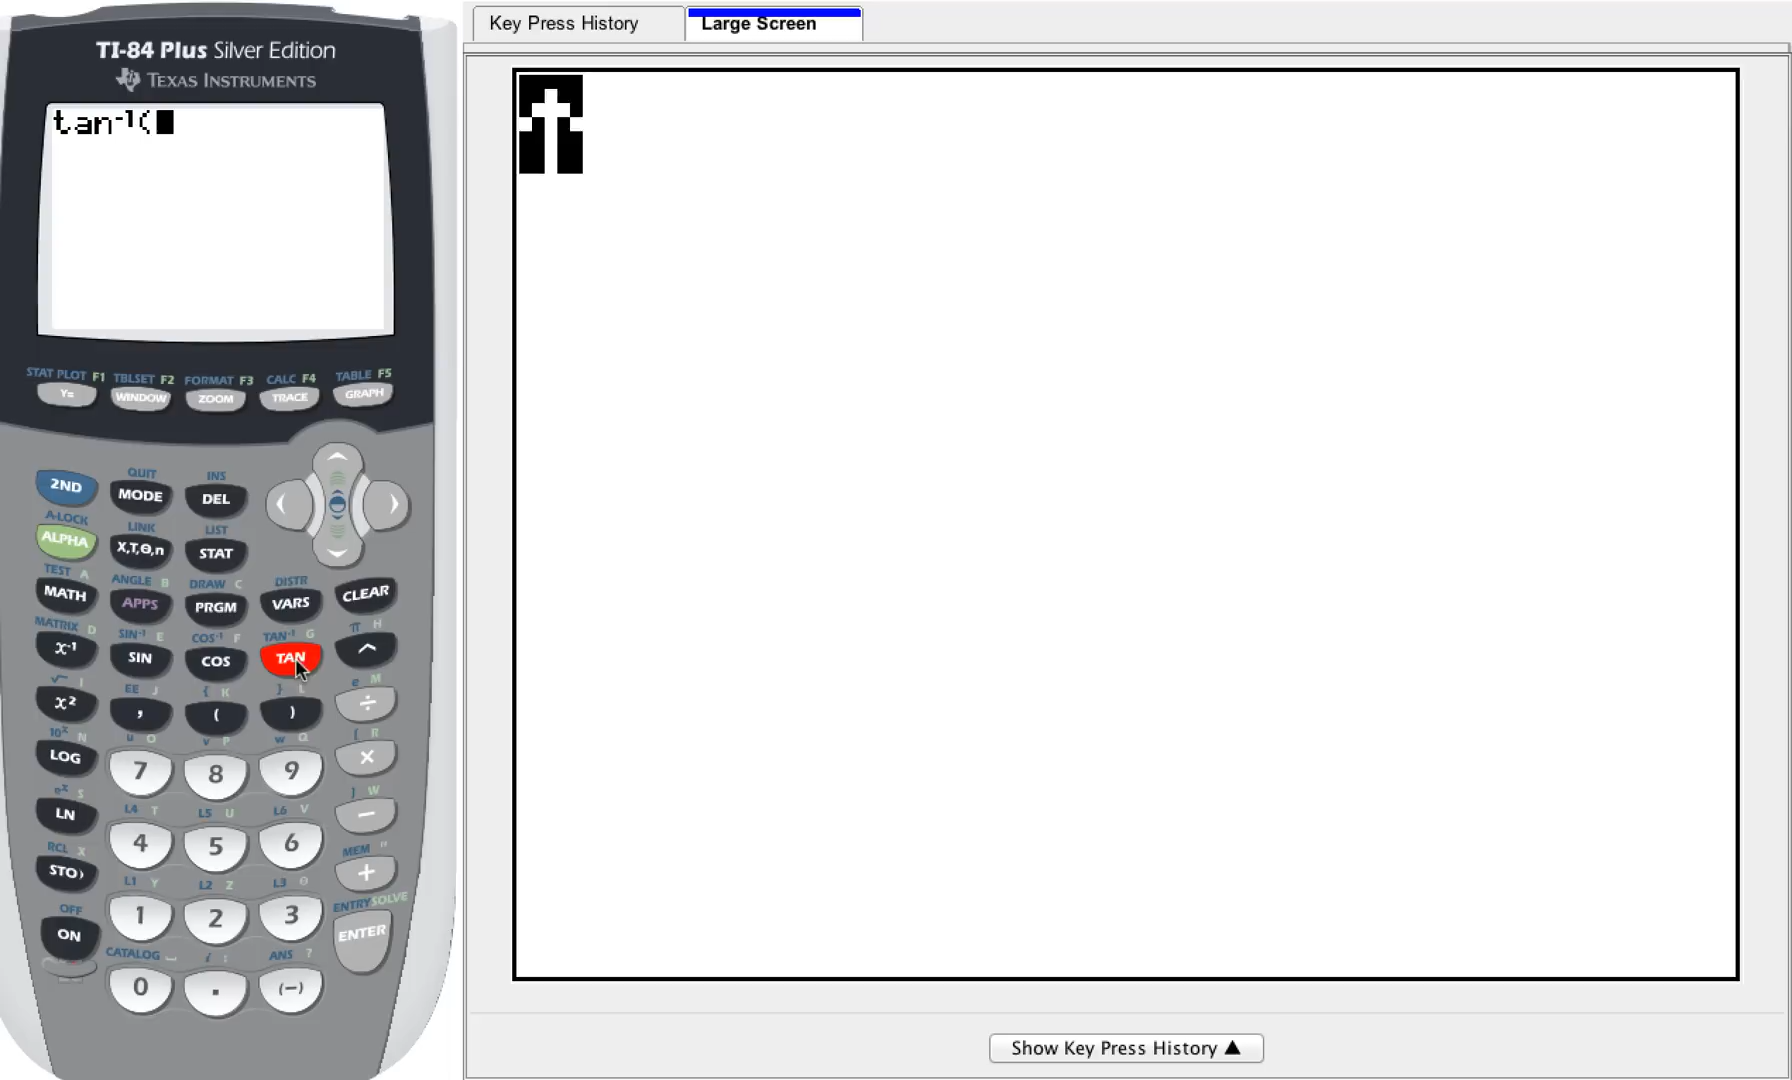 Key Press History
Large Screen
TI-84 Plus Silver Edition
TEXAS INSTRUMENTS
tan⁻¹(
STAT PLOT F1 TBLSET F2 FORMAT F3 CALC F4 TABLE F5
Y= WINDOW ZOOM TRACE GRAPH
QUIT INS
2ND MODE DEL
A-LOCK LINK LIST
ALPHA X,T,Θ,n STAT
TEST A ANGLE B DRAW C DISTR
MATH APPS PRGM VARS CLEAR
MATRIX D SIN⁻¹ E COS⁻¹ F TAN⁻¹ G π H
x⁻¹ SIN COS TAN ^
√ I EE J { K } L e M
x² , ( ) ÷
10ˣ N u O v P w Q [ R
LOG 7 8 9 ×
eˣ S L4 T L5 U L6 V ] W
LN 4 5 6 −
RCL X L1 Y L2 Z L3 Θ MEM "
STO› 1 2 3 +
OFF CATALOG i : ANS ? ENTRY SOLVE
ON 0 . (−) ENTER
Show Key Press History ▲